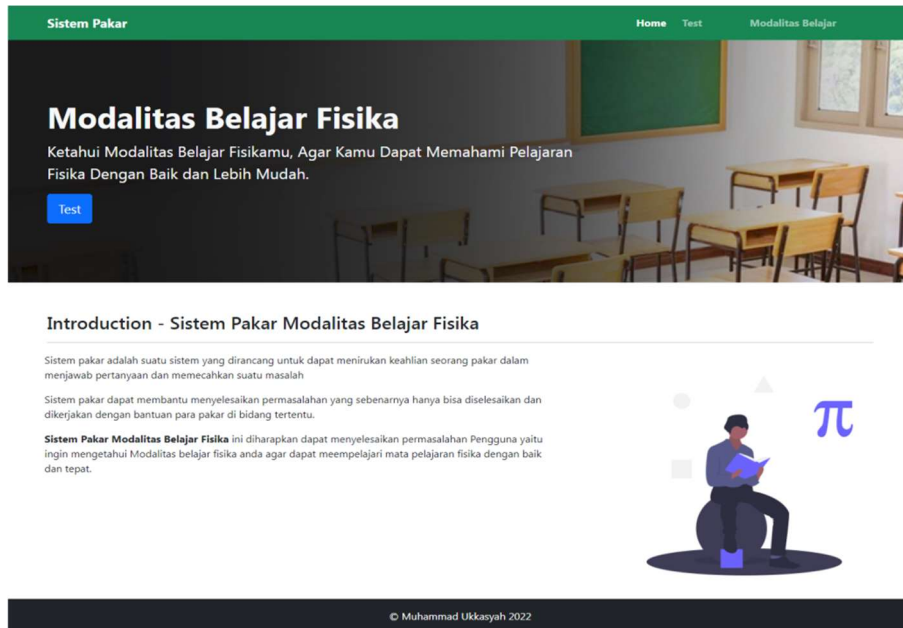 Sistem Pakar Home Test Modalitas Belajar
Modalitas Belajar Fisika
Ketahui Modalitas Belajar Fisikamu, Agar Kamu Dapat Memahami Pelajaran
Fisika Dengan Baik dan Lebih Mudah.
Test
Introduction - Sistem Pakar Modalitas Belajar Fisika
Sistem pakar adalah suatu sistem yang dirancang untuk dapat menirukan keahlian seorang pakar dalam
menjawab pertanyaan dan memecahkan suatu masalah
Sistem pakar dapat membantu menyelesaikan permasalahan yang sebenarnya hanya bisa diselesaikan dan
dikerjakan dengan bantuan para pakar di bidang tertentu.
Sistem Pakar Modalitas Belajar Fisika ini diharapkan dapat menyelesaikan permasalahan Pengguna yaitu
ingin mengetahui Modalitas belajar fisika anda agar dapat meempelajari mata pelajaran fisika dengan baik
dan tepat.
π
© Muhammad Ukkasyah 2022